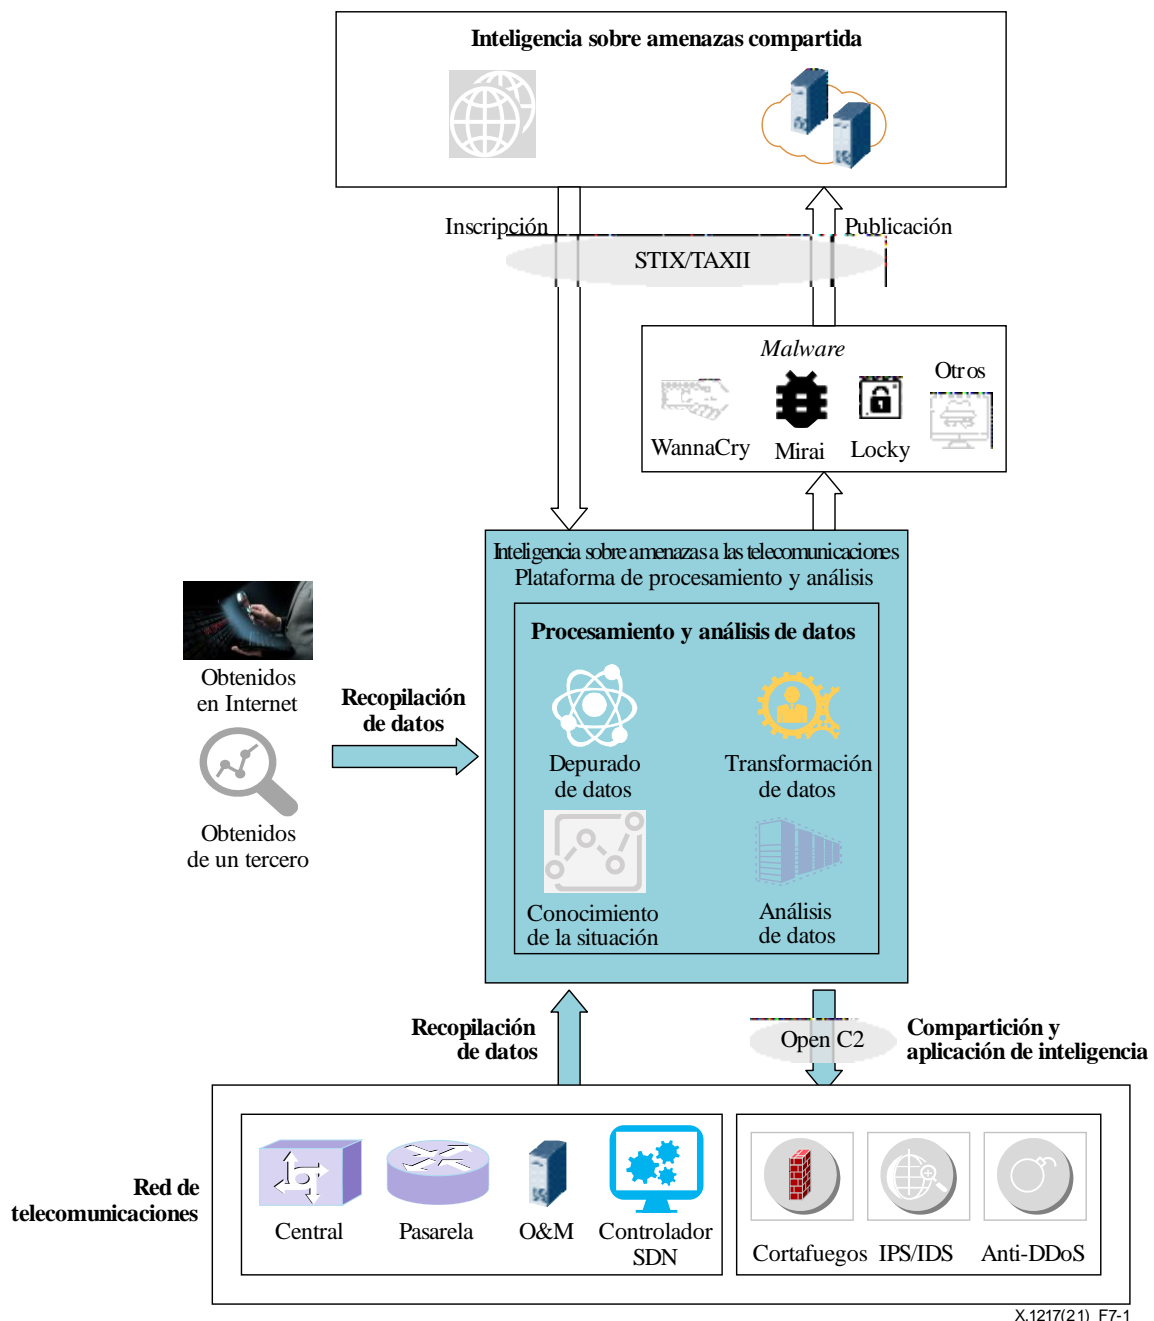 Inteligencia sobre amenazas compartida
Inscripción
Publicación
STIX/TAXII
Malware
Otros
WannaCry
Mirai
Locky
Inteligencia sobre amenazas a las telecomunicaciones
Plataforma de procesamiento y análisis
Procesamiento y análisis de datos
Obtenidos
en Internet
Recopilación
de datos
Depurado
de datos
Transformación
de datos
Obtenidos
de un tercero
Conocimiento
de la situación
Análisis
de datos
Recopilación
de datos
Open C2
Compartición y
aplicación de inteligencia
Red de
telecomunicaciones
Central
Pasarela
O&M
Controlador
SDN
Cortafuegos
IPS/IDS
Anti-DDoS
X.1217(21)_F7-1